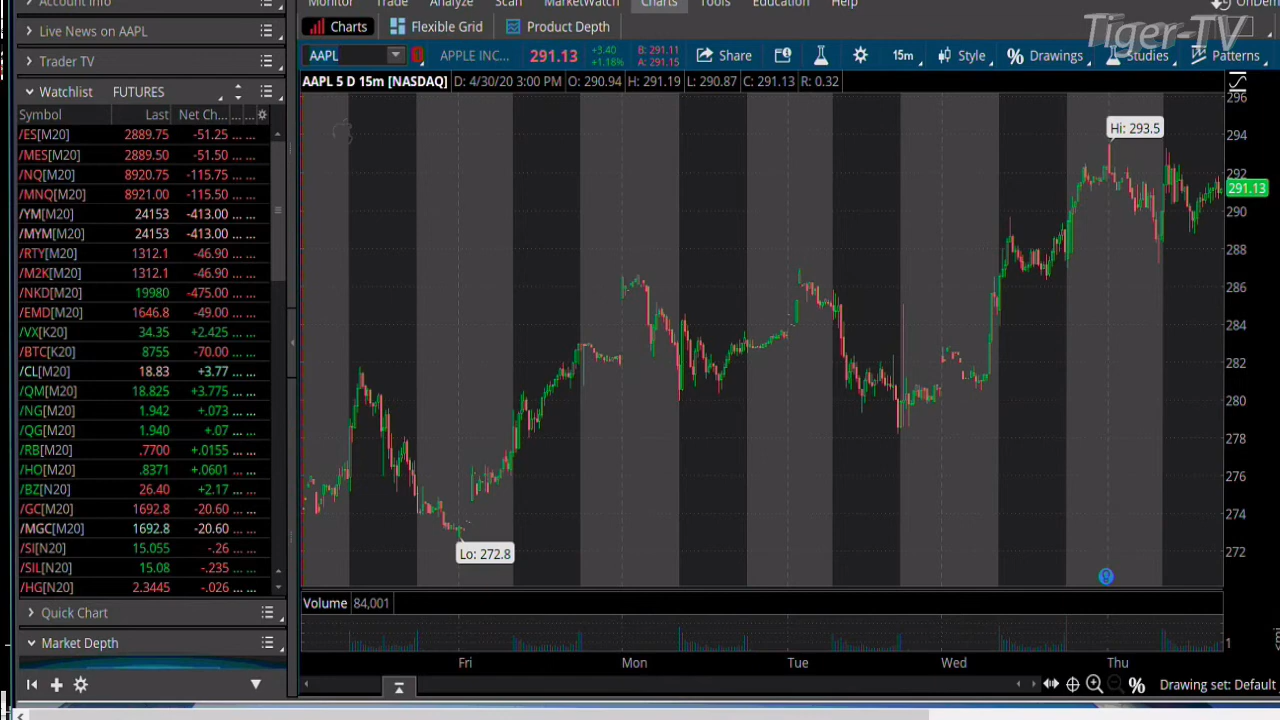 Account Info
Monitor Trade Analyze Scan MarketWatch Charts Tools Education Help OnDem
Tiger-TV
Live News on AAPL
Charts Flexible Grid Product Depth
Trader TV
AAPL APPLE INC... 291.13 +3.40 +1.18% B: 291.11 A: 291.15 Share 15m Style Drawings Studies Patterns
Watchlist FUTURES
AAPL 5 D 15m [NASDAQ] D: 4/30/20 3:00 PM O: 290.94 H: 291.19 L: 290.87 C: 291.13 R: 0.32
Symbol Last Net Ch... ... ...
/ES[M20] 2889.75 -51.25 ... ...
/MES[M20] 2889.50 -51.50 ... ...
/NQ[M20] 8920.75 -115.75 ... ...
/MNQ[M20] 8921.00 -115.50 ... ...
/YM[M20] 24153 -413.00 ... ...
/MYM[M20] 24153 -413.00 ... ...
/RTY[M20] 1312.1 -46.90 ... ...
/M2K[M20] 1312.1 -46.90 ... ...
/NKD[M20] 19980 -475.00 ... ...
/EMD[M20] 1646.8 -49.00 ... ...
/VX[K20] 34.35 +2.425 ... ...
/BTC[K20] 8755 -70.00 ... ...
/CL[M20] 18.83 +3.77 ... ...
/QM[M20] 18.825 +3.775 ... ...
/NG[M20] 1.942 +.073 ... ...
/QG[M20] 1.940 +.07 ... ...
/RB[M20] .7700 +.0155 ... ...
/HO[M20] .8371 +.0601 ... ...
/BZ[N20] 26.40 +2.17 ... ...
/GC[M20] 1692.8 -20.60 ... ...
/MGC[M20] 1692.8 -20.60 ... ...
/SI[N20] 15.055 -.26 ... ...
/SIL[N20] 15.08 -.235 ... ...
/HG[N20] 2.3445 -.026 ... ...
Quick Chart
Market Depth
Hi: 293.5
Lo: 272.8
296
294
292
291.13
290
288
286
284
282
280
278
276
274
272
Volume 84,001
1
Fri Mon Tue Wed Thu
Drawing set: Default